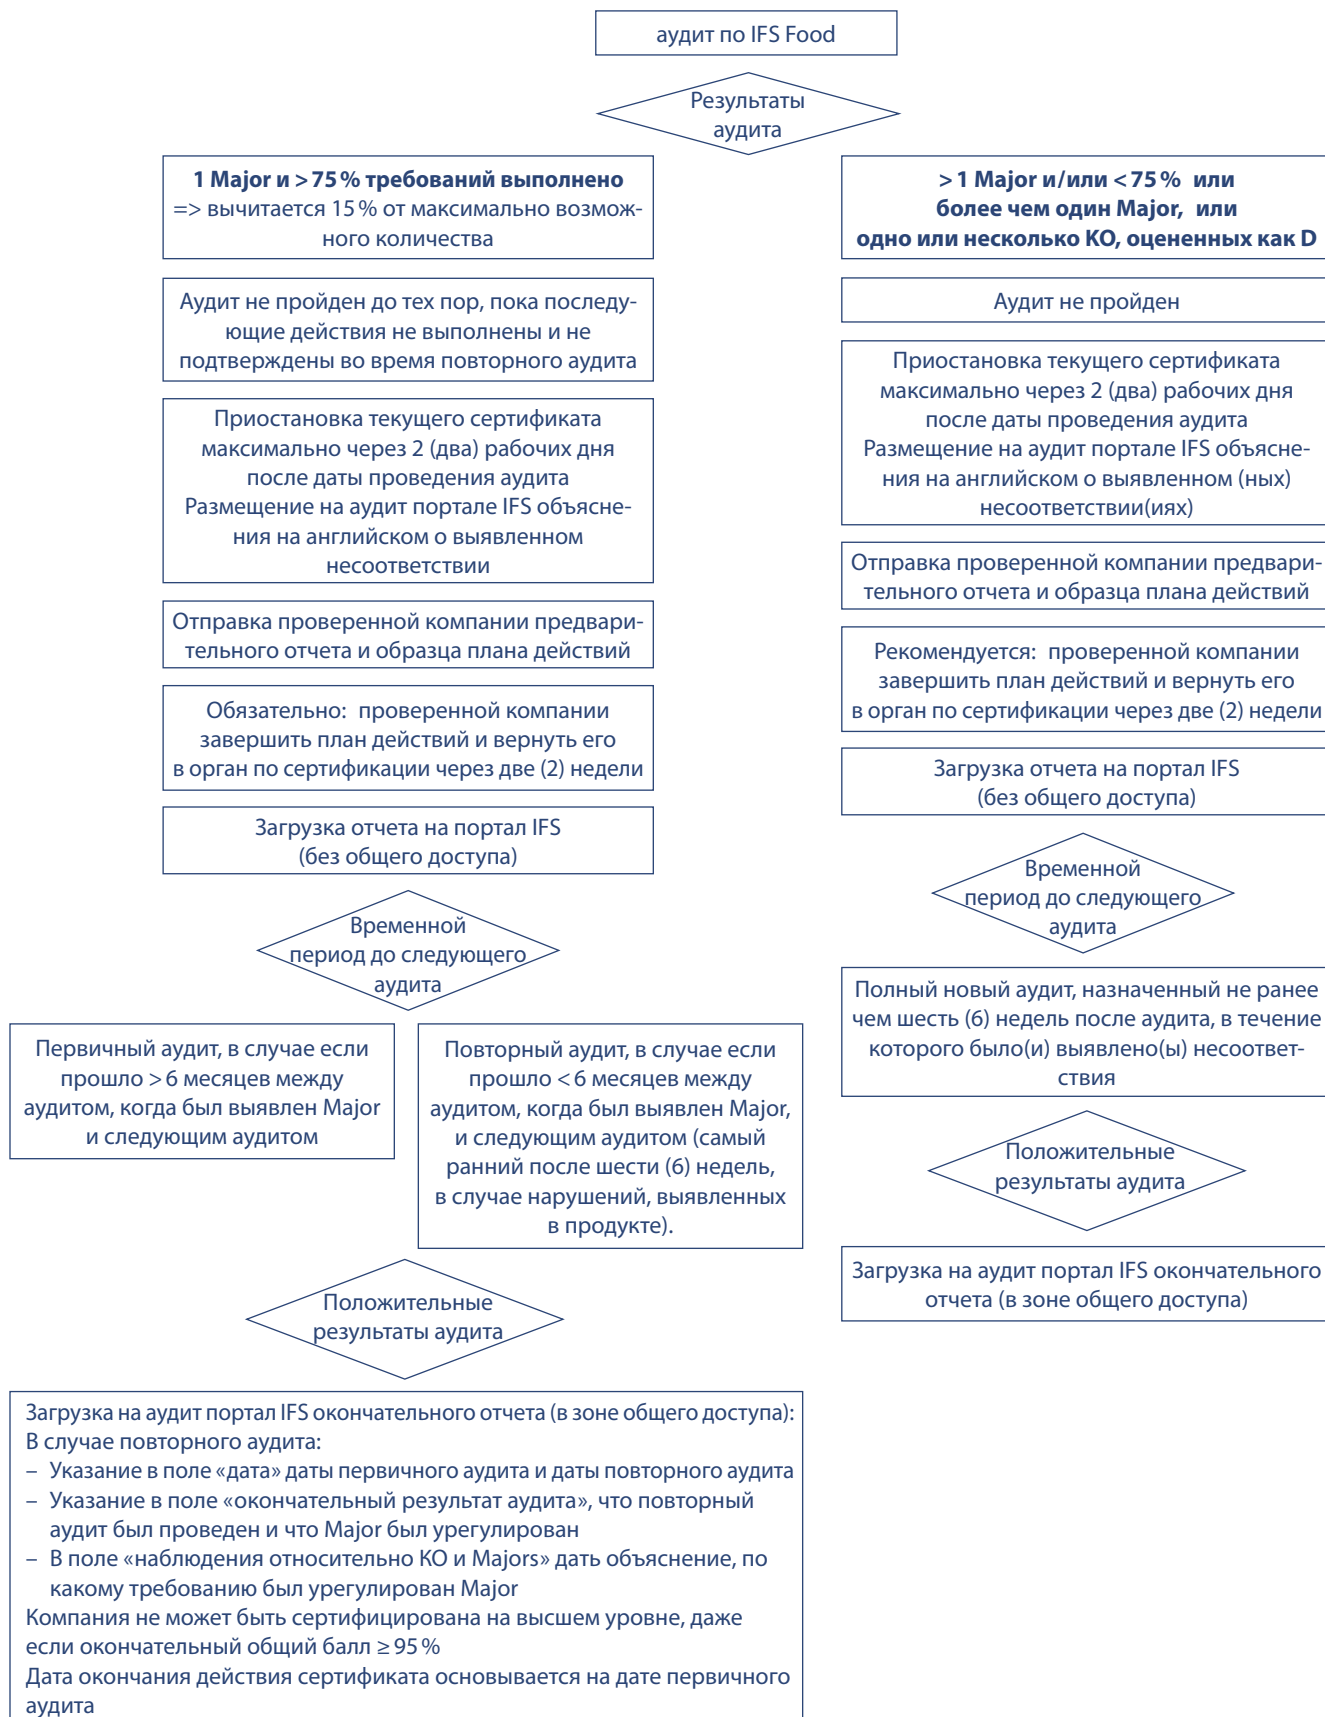 аудит по IFS Food
Результаты
аудита
1 Major и > 75 % требований выполнено
=> вычитается 15 % от максимально возмож-
ного количества
Аудит не пройден до тех пор, пока последу-
ющие действия не выполнены и не
подтверждены во время повторного аудита
Приостановка текущего сертификата
максимально через 2 (два) рабочих дня
после даты проведения аудита
Размещение на аудит портале IFS объясне-
ния на английском о выявленном
несоответствии
Отправка проверенной компании предвари-
тельного отчета и образца плана действий
Обязательно: проверенной компании
завершить план действий и вернуть его
в орган по сертификации через две (2) недели
Загрузка отчета на портал IFS
(без общего доступа)
Временной
период до следующего
аудита
Первичный аудит, в случае если
прошло > 6 месяцев между
аудитом, когда был выявлен Major
и следующим аудитом
Повторный аудит, в случае если
прошло < 6 месяцев между
аудитом, когда был выявлен Major,
и следующим аудитом (самый
ранний после шести (6) недель,
в случае нарушений, выявленных
в продукте).
Положительные
результаты аудита
Загрузка на аудит портал IFS окончательного отчета (в зоне общего доступа):
В случае повторного аудита:
– Указание в поле «дата» даты первичного аудита и даты повторного аудита
– Указание в поле «окончательный результат аудита», что повторный
аудит был проведен и что Major был урегулирован
– В поле «наблюдения относительно КО и Majors» дать объяснение, по
какому требованию был урегулирован Major
Компания не может быть сертифицирована на высшем уровне, даже
если окончательный общий балл ≥ 95 %
Дата окончания действия сертификата основывается на дате первичного
аудита
> 1 Major и/или < 75 % или
более чем один Major, или
одно или несколько КО, оцененных как D
Аудит не пройден
Приостановка текущего сертификата
максимально через 2 (два) рабочих дня
после даты проведения аудита
Размещение на аудит портале IFS объясне-
ния на английском о выявленном (ных)
несоответствии(иях)
Отправка проверенной компании предвари-
тельного отчета и образца плана действий
Рекомендуется: проверенной компании
завершить план действий и вернуть его
в орган по сертификации через две (2) недели
Загрузка отчета на портал IFS
(без общего доступа)
Временной
период до следующего
аудита
Полный новый аудит, назначенный не ранее
чем шесть (6) недель после аудита, в течение
которого было(и) выявлено(ы) несоответ-
ствия
Положительные
результаты аудита
Загрузка на аудит портал IFS окончательного
отчета (в зоне общего доступа)